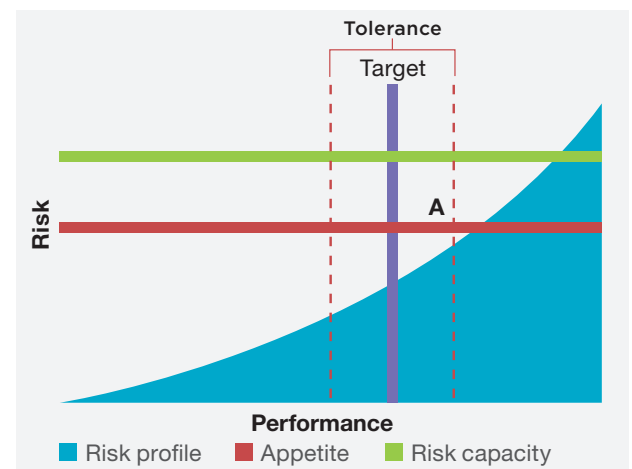 Tolerance
Target
A
Risk
Performance
Risk profile Appetite Risk capacity